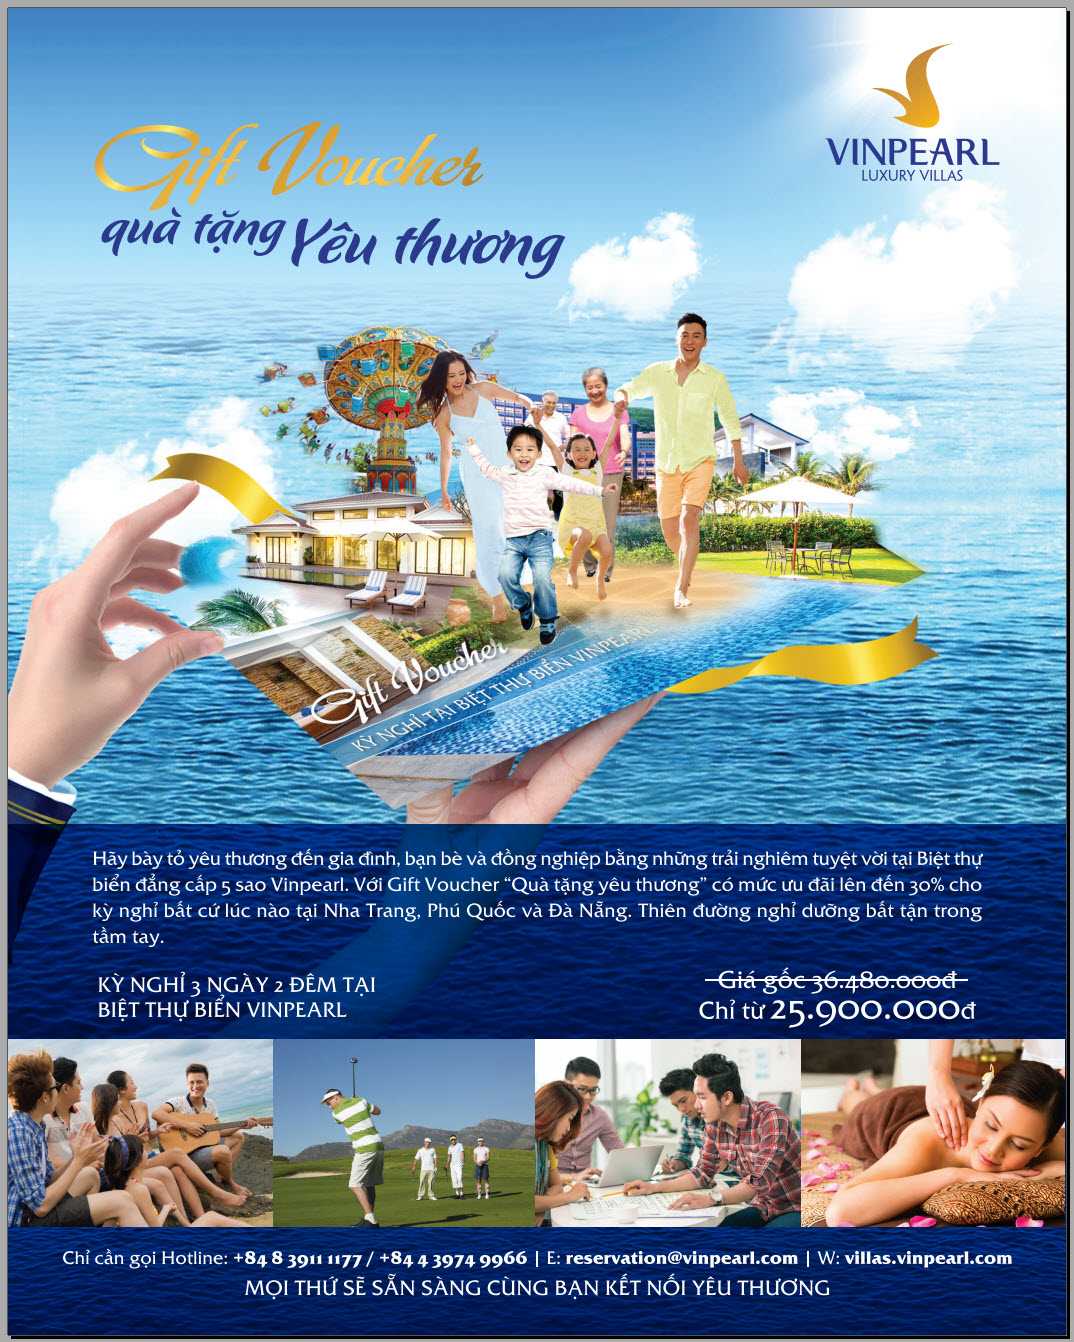 VINPEARL
LUXURY VILLAS
Gift Voucher
quà tặng Yêu thương
Gift Voucher
KỲ NGHỈ TẠI BIỆT THỰ BIỂN VINPEARL
Hãy bày tỏ yêu thương đến gia đình, bạn bè và đồng nghiệp bằng những trải nghiêm tuyệt vời tại Biệt thự
biển đẳng cấp 5 sao Vinpearl. Với Gift Voucher “Quà tặng yêu thương” có mức ưu đãi lên đến 30% cho
kỳ nghỉ bất cứ lúc nào tại Nha Trang, Phú Quốc và Đà Nẵng. Thiên đường nghỉ dưỡng bất tận trong
tầm tay.
KỲ NGHỈ 3 NGÀY 2 ĐÊM TẠI
BIỆT THỰ BIỂN VINPEARL
Giá gốc 36.480.000đ
Chỉ từ 25.900.000đ
Chỉ cần gọi Hotline: +84 8 3911 1177 / +84 4 3974 9966 | E: reservation@vinpearl.com | W: villas.vinpearl.com
MỌI THỨ SẼ SẴN SÀNG CÙNG BẠN KẾT NỐI YÊU THƯƠNG